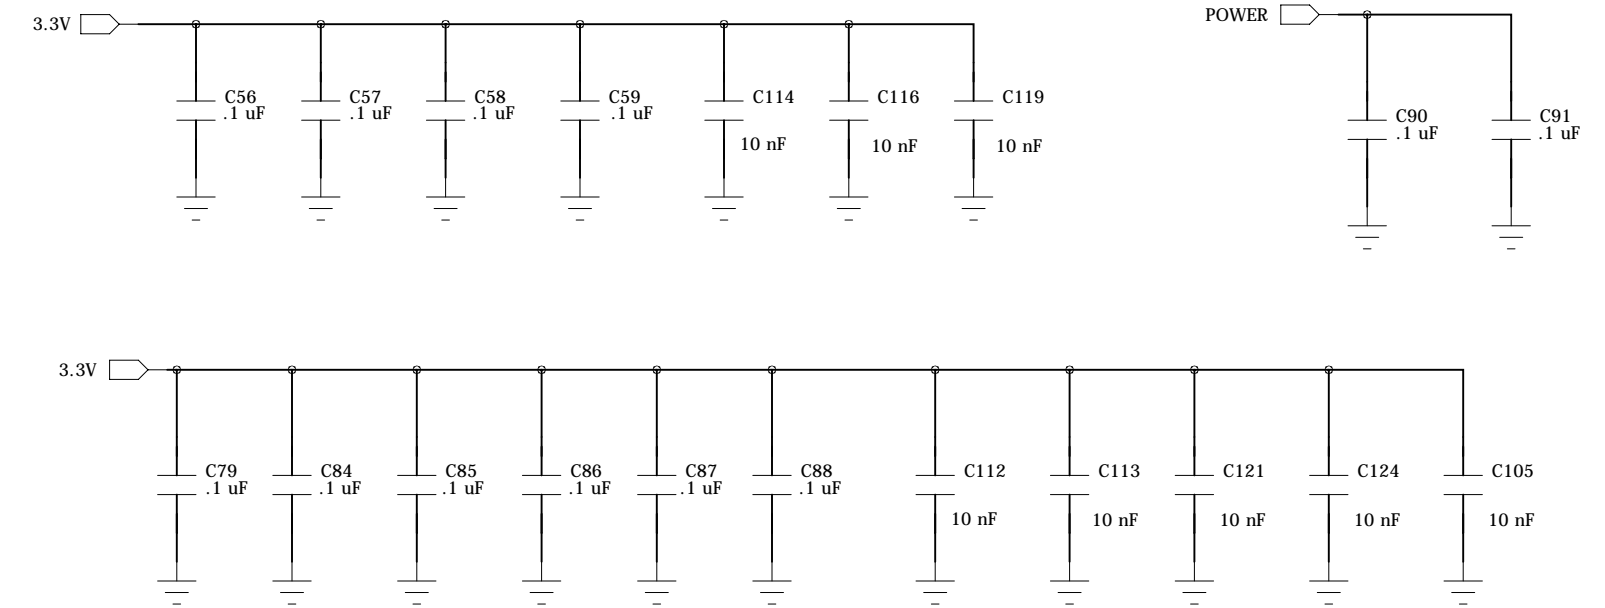 3.3V
POWER
C56
.1 uF
C57
.1 uF
C58
.1 uF
C59
.1 uF
C114
10 nF
C116
10 nF
C119
10 nF
C90
.1 uF
C91
.1 uF
3.3V
C79
.1 uF
C84
.1 uF
C85
.1 uF
C86
.1 uF
C87
.1 uF
C88
.1 uF
C112
10 nF
C113
10 nF
C121
10 nF
C124
10 nF
C105
10 nF